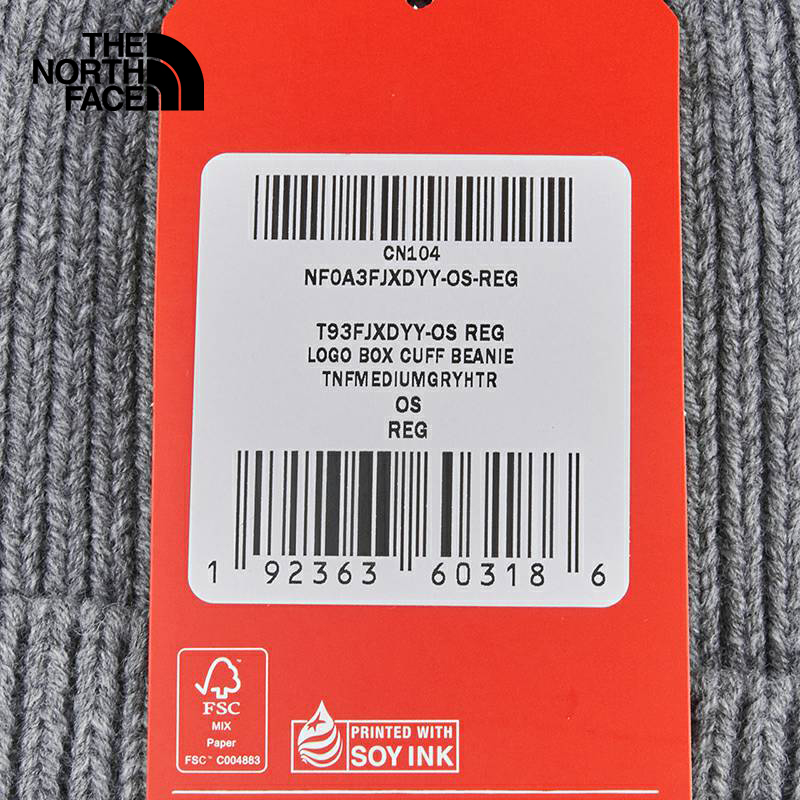 THE
NORTH
FACE
CN104
NF0A3FJXDYY-OS-REG
T93FJXDYY-OS REG
LOGO BOX CUFF BEANIE
TNFMEDIUMGRYHTR
OS
REG
1 92363 60318 6
FSC
MIX
Paper
FSC™ C004883
PRINTED WITH
SOY INK